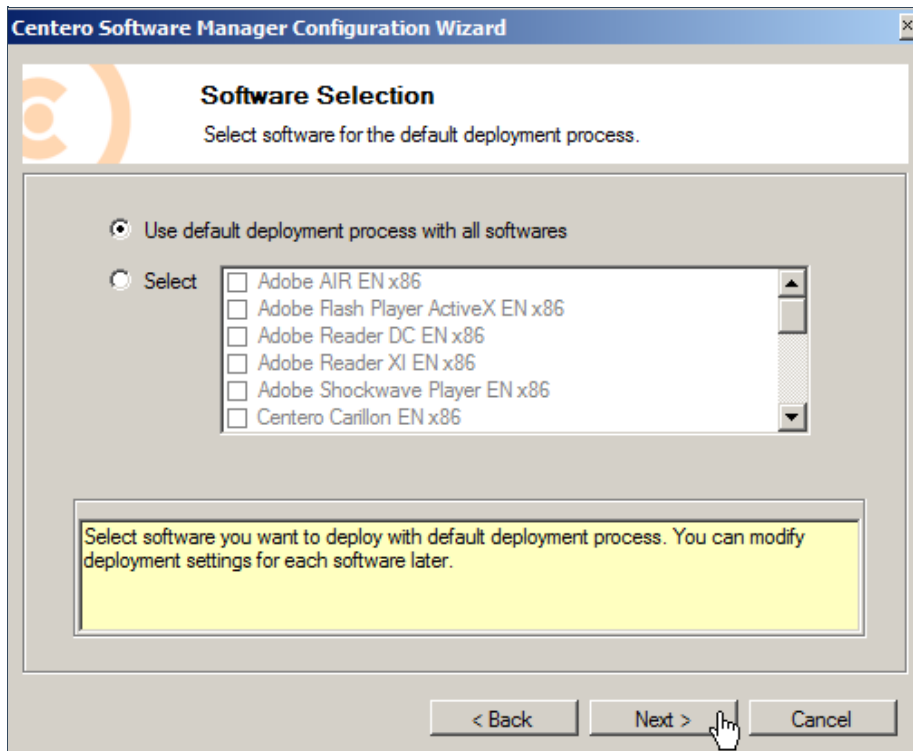 Centero Software Manager Configuration Wizard
Software Selection
Select software for the default deployment process.
Use default deployment process with all softwares
Select
Adobe AIR EN x86
Adobe Flash Player ActiveX EN x86
Adobe Reader DC EN x86
Adobe Reader XI EN x86
Adobe Shockwave Player EN x86
Centero Carillon EN x86
Select software you want to deploy with default deployment process. You can modify
deployment settings for each software later.
< Back
Next >
Cancel